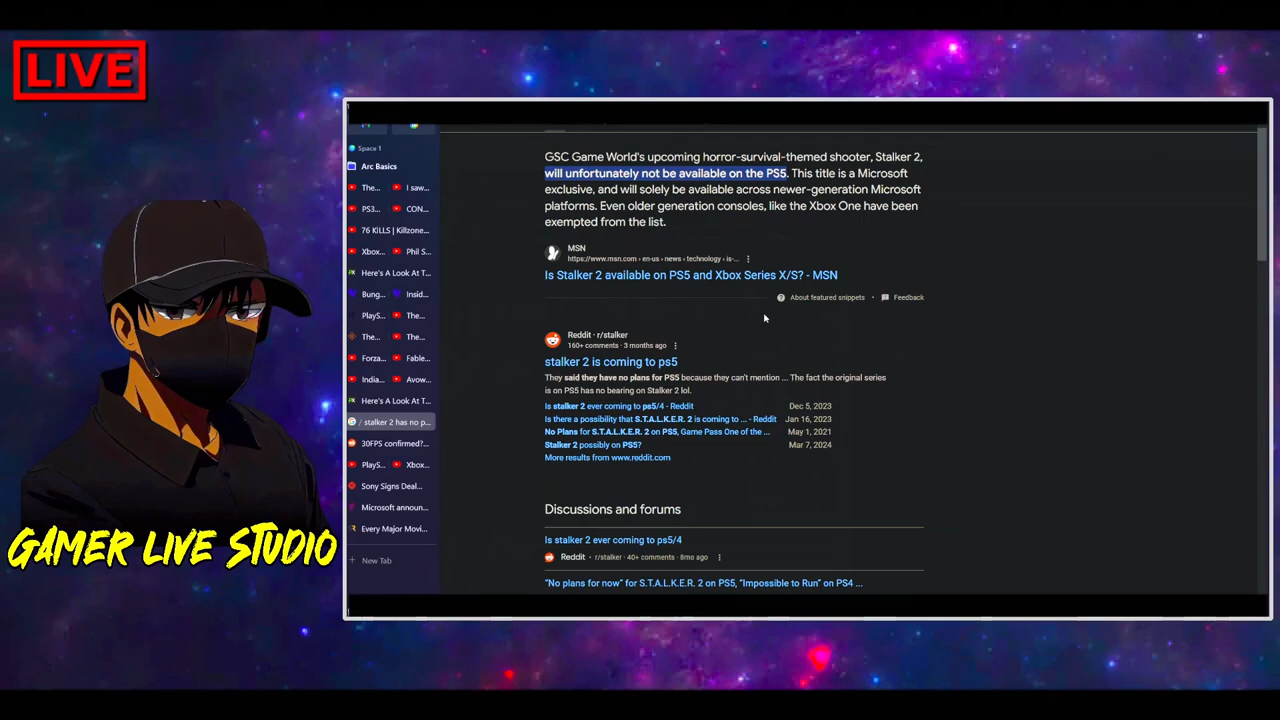 LIVE
GAMER LIVE STUDIO
Space 1
Arc Basics
The...
I saw...
PS3...
CON...
76 KILLS | Killzone...
Xbox...
Phil S...
Here's A Look At T...
Bung...
Insid...
PlayS...
The...
The...
The...
Forza...
Fable...
India...
Avow...
Here's A Look At T...
/ stalker 2 has no p...
30FPS confirmed?...
PlayS...
Xbox...
Sony Signs Deal...
Microsoft announ...
Every Major Movi...
+ New Tab
GSC Game World's upcoming horror-survival-themed shooter, Stalker 2,
will unfortunately not be available on the PS5. This title is a Microsoft
exclusive, and will solely be available across newer-generation Microsoft
platforms. Even older generation consoles, like the Xbox One have been
exempted from the list.
MSN
https://www.msn.com › en-us › news › technology › is-...
Is Stalker 2 available on PS5 and Xbox Series X/S? - MSN
About featured snippets • Feedback
Reddit · r/stalker
160+ comments · 3 months ago
stalker 2 is coming to ps5
They said they have no plans for PS5 because they can't mention ... The fact the original series
is on PS5 has no bearing on Stalker 2 lol.
Is stalker 2 ever coming to ps5/4 - Reddit Dec 5, 2023
Is there a possibility that S.T.A.L.K.E.R. 2 is coming to ... - Reddit Jan 16, 2023
No Plans for S.T.A.L.K.E.R. 2 on PS5, Game Pass One of the ... May 1, 2021
Stalker 2 possibly on PS5? Mar 7, 2024
More results from www.reddit.com
Discussions and forums
Is stalker 2 ever coming to ps5/4
Reddit · r/stalker · 40+ comments · 8mo ago
"No plans for now" for S.T.A.L.K.E.R. 2 on PS5, "Impossible to Run" on PS4 ...